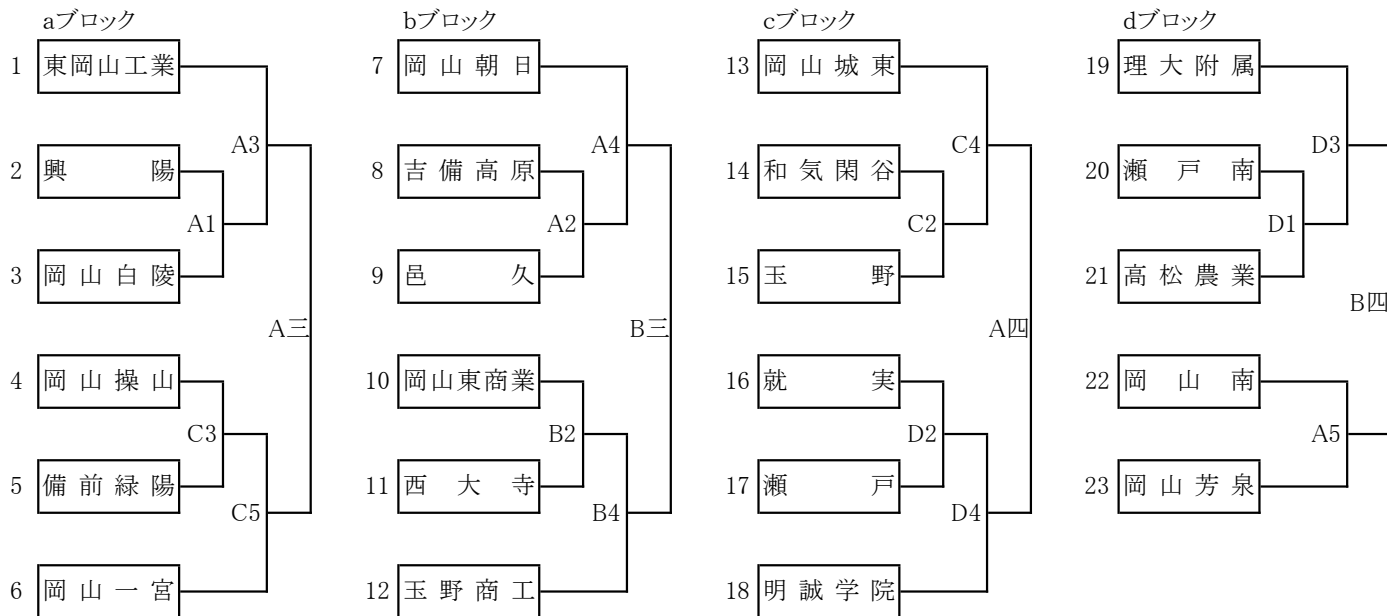 aブロック
1 東岡山工業
A3
2 興陽
A1
3 岡山白陵
A三
4 岡山操山
C3
5 備前緑陽
C5
6 岡山一宮
bブロック
7 岡山朝日
A4
8 吉備高原
A2
9 邑久
B三
10 岡山東商業
B2
11 西大寺
B4
12 玉野商工
cブロック
13 岡山城東
C4
14 和気閑谷
C2
15 玉野
A四
16 就実
D2
17 瀬戸
D4
18 明誠学院
dブロック
19 理大附属
D3
20 瀬戸南
D1
21 高松農業
B四
22 岡山南
A5
23 岡山芳泉